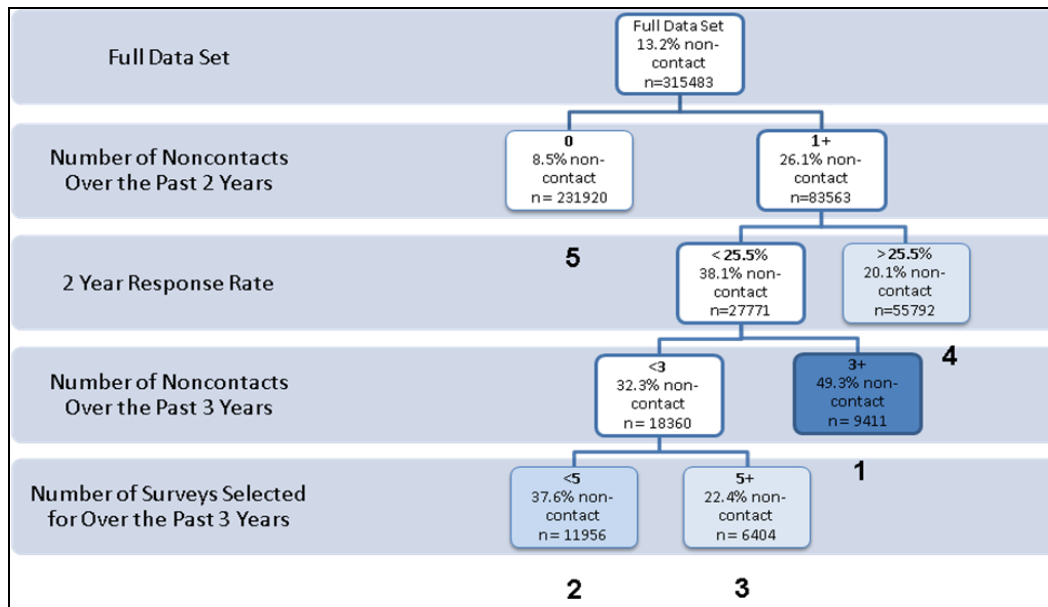 Full Data Set
Full Data Set
13.2% non-
contact
n=315483
Number of Noncontacts
Over the Past 2 Years
0
8.5% non-
contact
n= 231920
1+
26.1% non-
contact
n=83563
5
2 Year Response Rate
< 25.5%
38.1% non-
contact
n=27771
>25.5%
20.1% non-
contact
n=55792
4
Number of Noncontacts
Over the Past 3 Years
<3
32.3% non-
contact
n= 18360
3+
49.3% non-
contact
n= 9411
1
Number of Surveys Selected
for Over the Past 3 Years
<5
37.6% non-
contact
n= 11956
5+
22.4% non-
contact
n= 6404
2
3